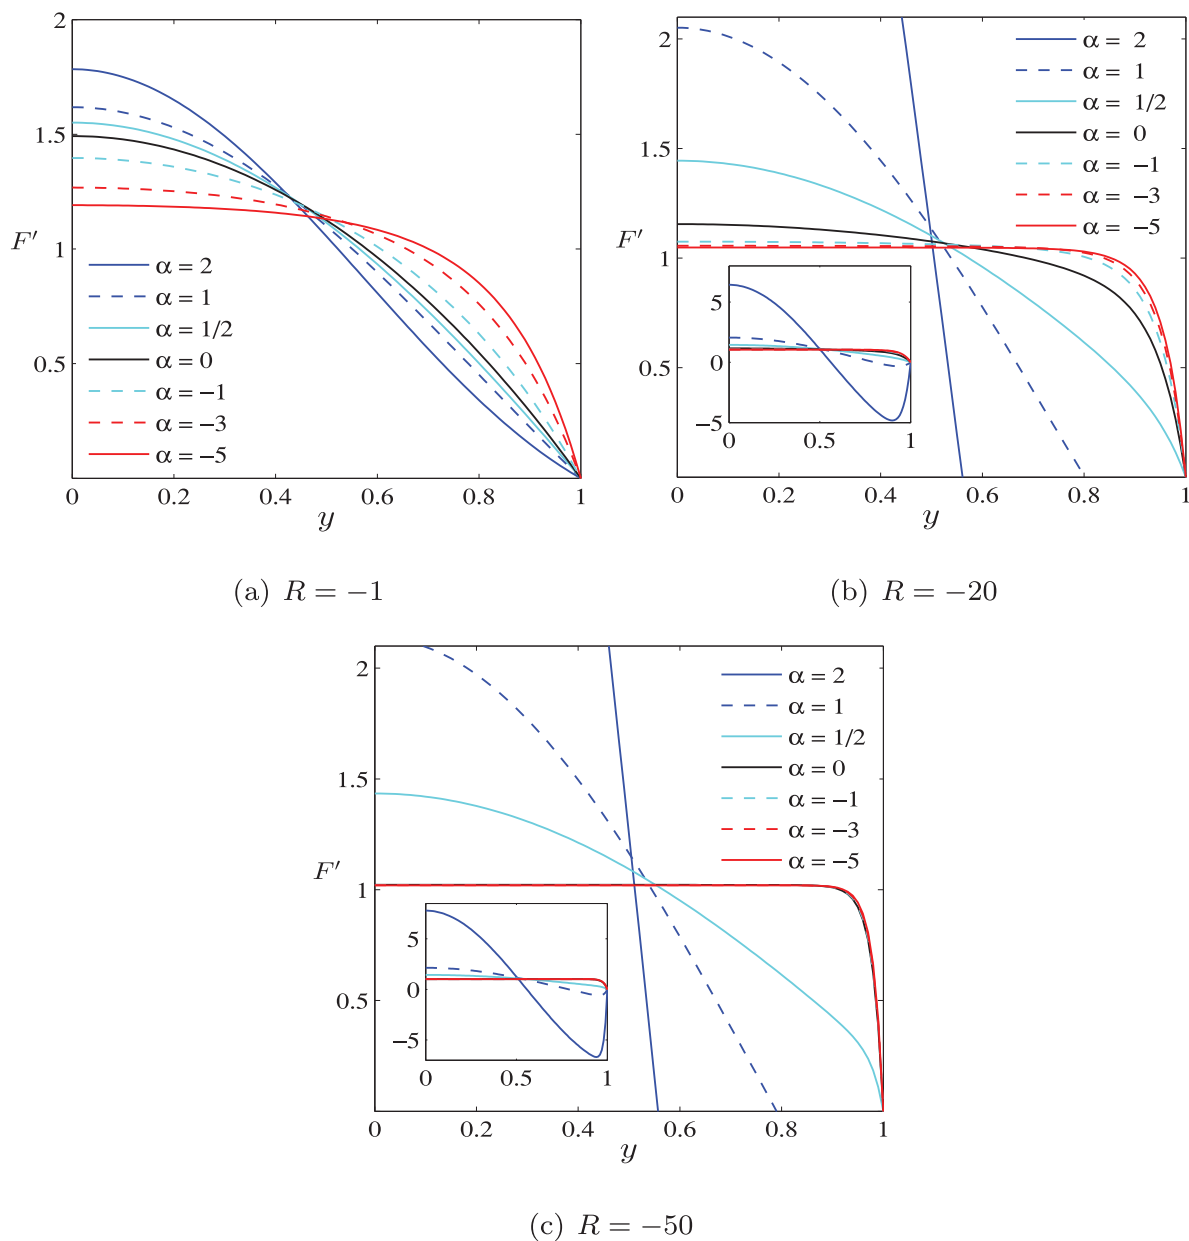 2
1.5
1
0.5
F′
α = 2
α = 1
α = 1/2
α = 0
α = −1
α = −3
α = −5
0 0.2 0.4 0.6 0.8 1
y
(a) R = −1
2
1.5
1
0.5
F′
α = 2
α = 1
α = 1/2
α = 0
α = −1
α = −3
α = −5
5
0
−5
0 0.5 1
0 0.2 0.4 0.6 0.8 1
y
(b) R = −20
2
1.5
1
0.5
F′
α = 2
α = 1
α = 1/2
α = 0
α = −1
α = −3
α = −5
5
0
−5
0 0.5 1
0 0.2 0.4 0.6 0.8 1
y
(c) R = −50